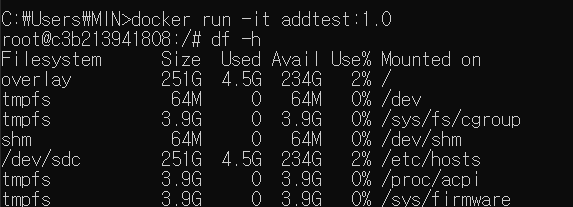 C:₩Users₩MIN>docker run -it addtest:1.0
root@c3b213941808:/# df -h
Filesystem      Size  Used Avail Use% Mounted on
overlay         251G  4.5G  234G   2% /
tmpfs            64M     0   64M   0% /dev
tmpfs           3.9G     0  3.9G   0% /sys/fs/cgroup
shm              64M     0   64M   0% /dev/shm
/dev/sdc        251G  4.5G  234G   2% /etc/hosts
tmpfs           3.9G     0  3.9G   0% /proc/acpi
tmpfs           3.9G     0  3.9G   0% /sys/firmware